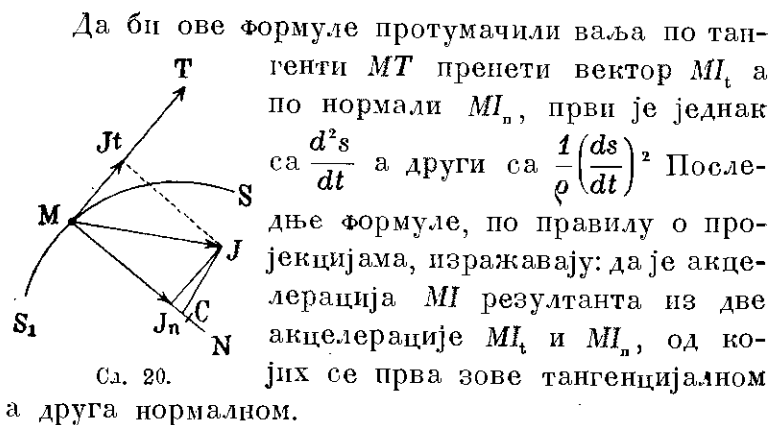 Да би ове формуле протумачили ваља по тан-
генти MT пренети вектор MIₜ а
по нормали MIₙ, први је једнак
са d²s/dt а други са 1/ϱ (ds/dt)² После-
дње формуле, по правилу о про-
јекцијама, изражавају: да је акце-
лерација MI резултанта из две
акцелерације MIₜ и MIₙ, од ко-
јих се прва зове тангенцијалном
а друга нормалном.
T
Jt
M
S
J
Jn
C
S₁
N
Сл. 20.